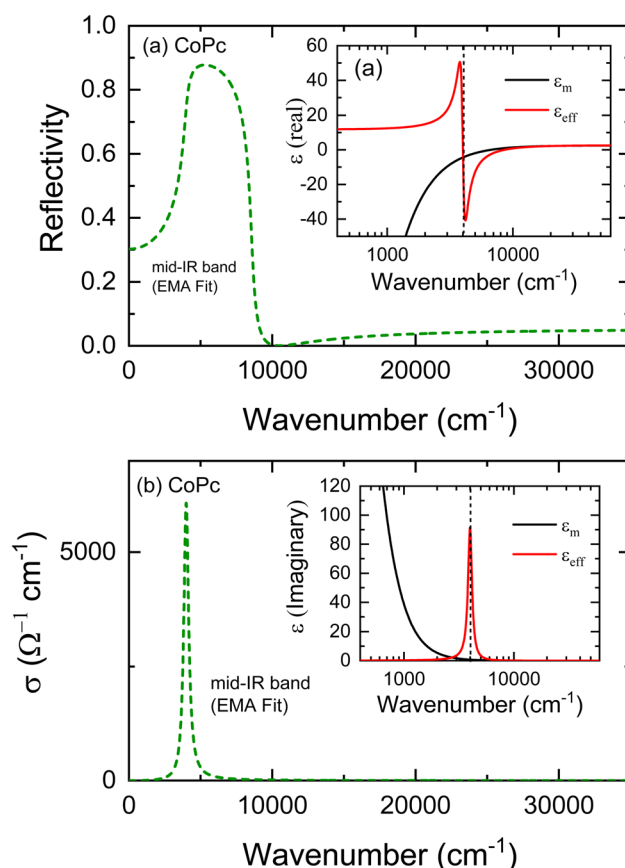 1.0
0.8
0.6
0.4
0.2
0.0
Reflectivity
(a) CoPc
mid-IR band
(EMA Fit)
0
10000
20000
30000
Wavenumber (cm⁻¹)
60
40
20
0
-20
-40
ε (real)
(a)
εₘ
ε_eff
1000
10000
Wavenumber (cm⁻¹)
5000
0
σ (Ω⁻¹ cm⁻¹)
(b) CoPc
mid-IR band
(EMA Fit)
0
10000
20000
30000
Wavenumber (cm⁻¹)
120
100
80
60
40
20
0
ε (Imaginary)
εₘ
ε_eff
1000
10000
Wavenumber (cm⁻¹)